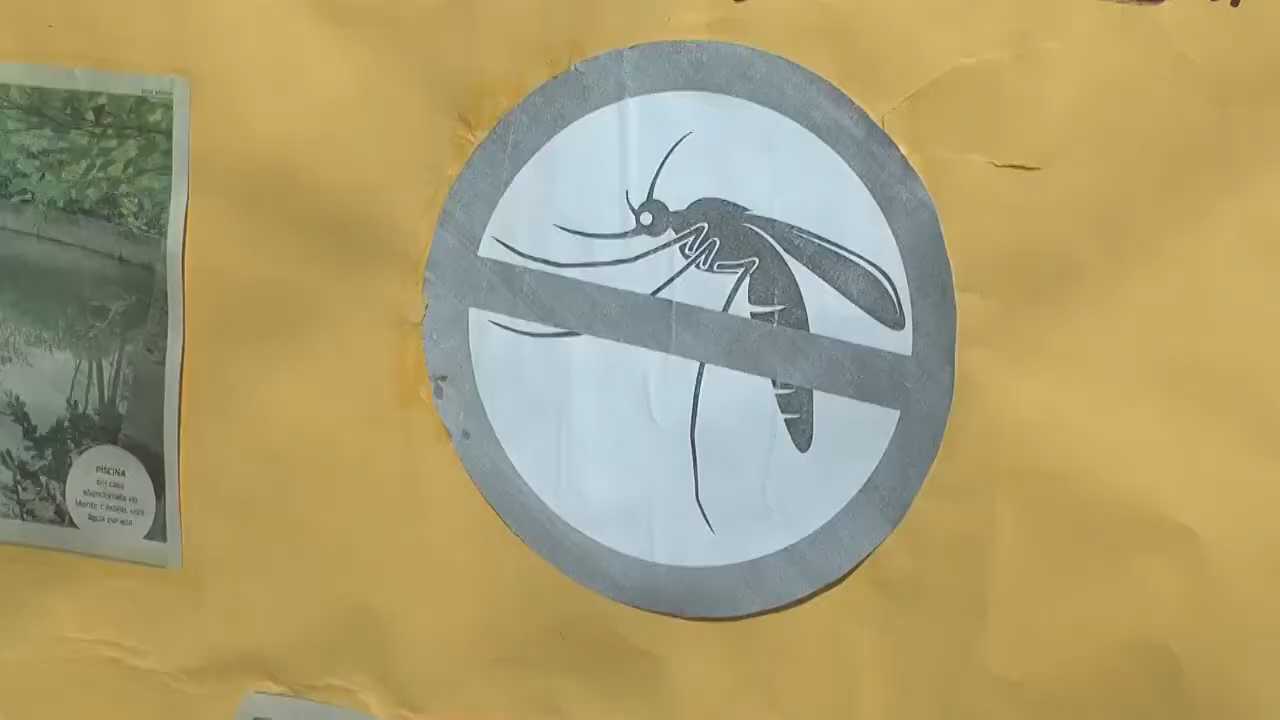 PISCINA
em casa
abandonada no
Monte Castelo, com
água parada